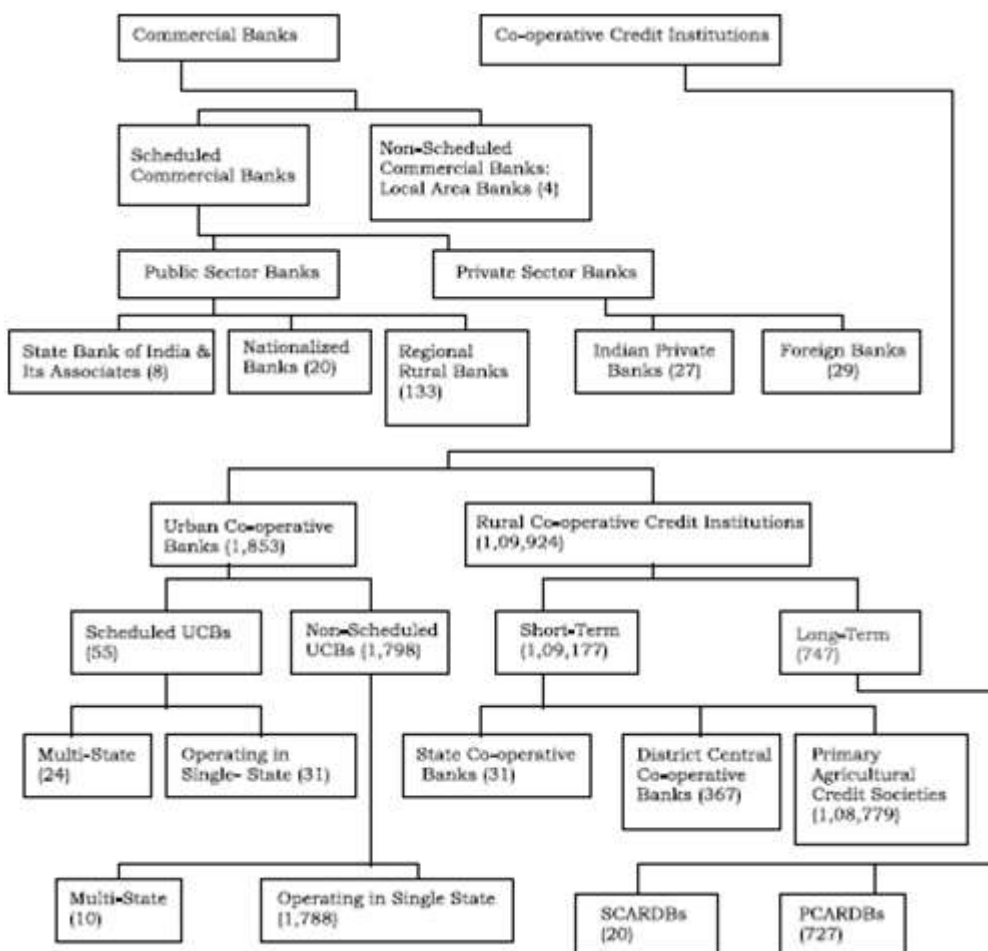 Commercial Banks
Co-operative Credit Institutions
Scheduled
Commercial Banks
Non-Scheduled
Commercial Banks:
Local Area Banks (4)
Public Sector Banks
Private Sector Banks
State Bank of India &
Its Associates (8)
Nationalized
Banks (20)
Regional
Rural Banks
(133)
Indian Private
Banks (27)
Foreign Banks
(29)
Urban Co-operative
Banks (1,853)
Rural Co-operative Credit Institutions
(1,09,924)
Scheduled UCBs
(55)
Non-Scheduled
UCBs (1,798)
Short-Term
(1,09,177)
Long-Term
(747)
Multi-State
(24)
Operating in
Single- State (31)
State Co-operative
Banks (31)
District Central
Co-operative
Banks (367)
Primary
Agricultural
Credit Societies
(1,08,779)
Multi-State
(10)
Operating in Single State
(1,788)
SCARDBs
(20)
PCARDBs
(727)